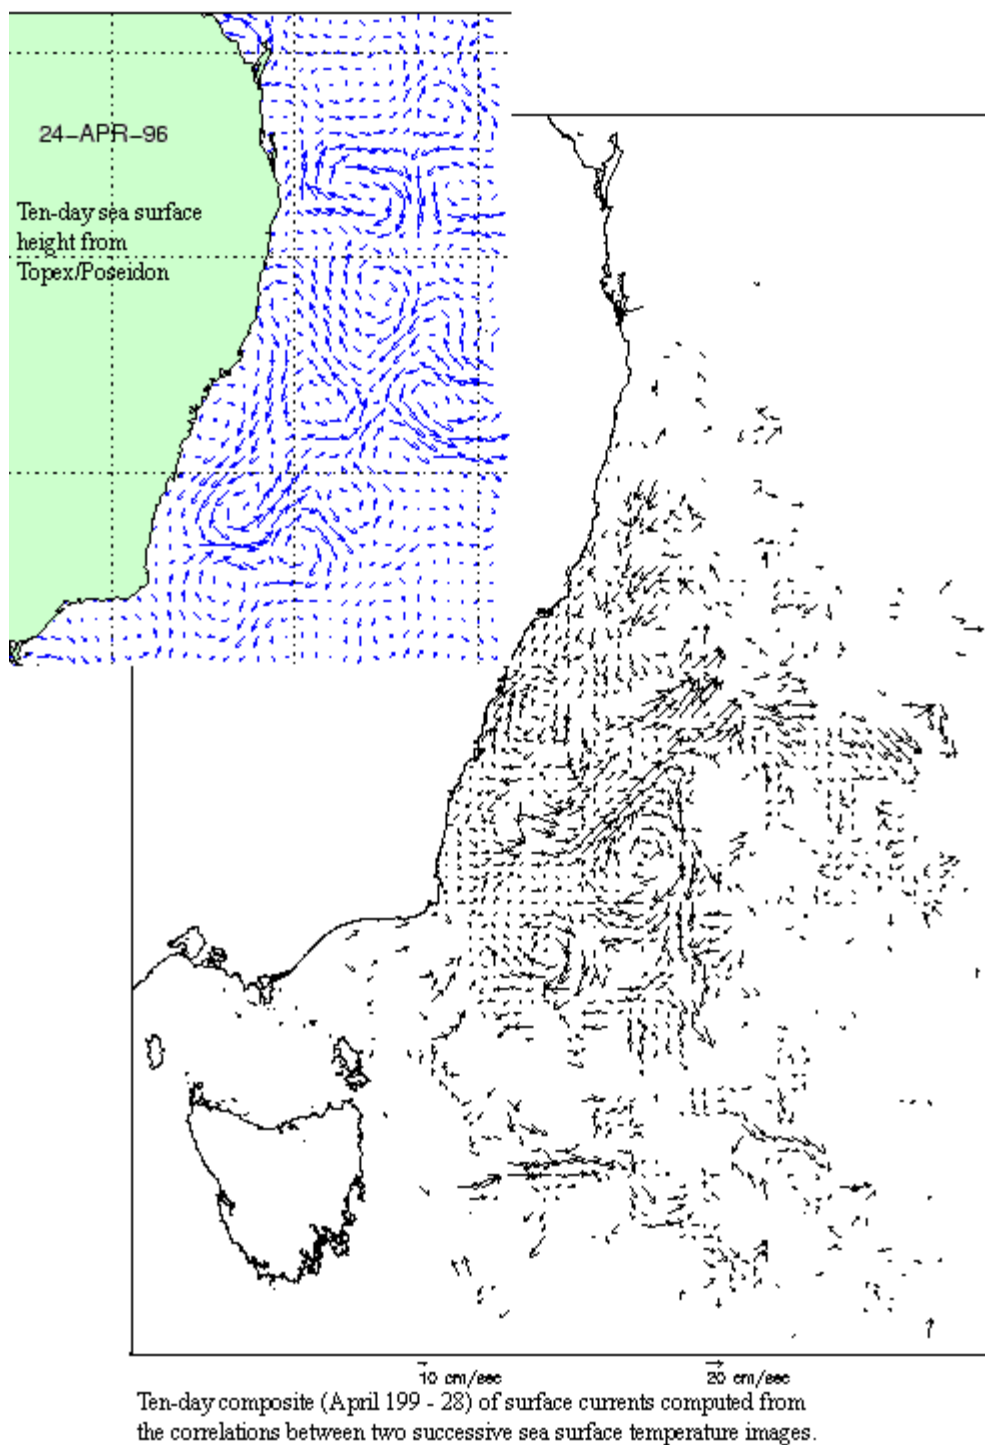 24-APR-96
Ten-day sea surface
height from
Topex/Poseidon
10 cm/sec
20 cm/sec
Ten-day composite (April 199 - 28) of surface currents computed from
the correlations between two successive sea surface temperature images.